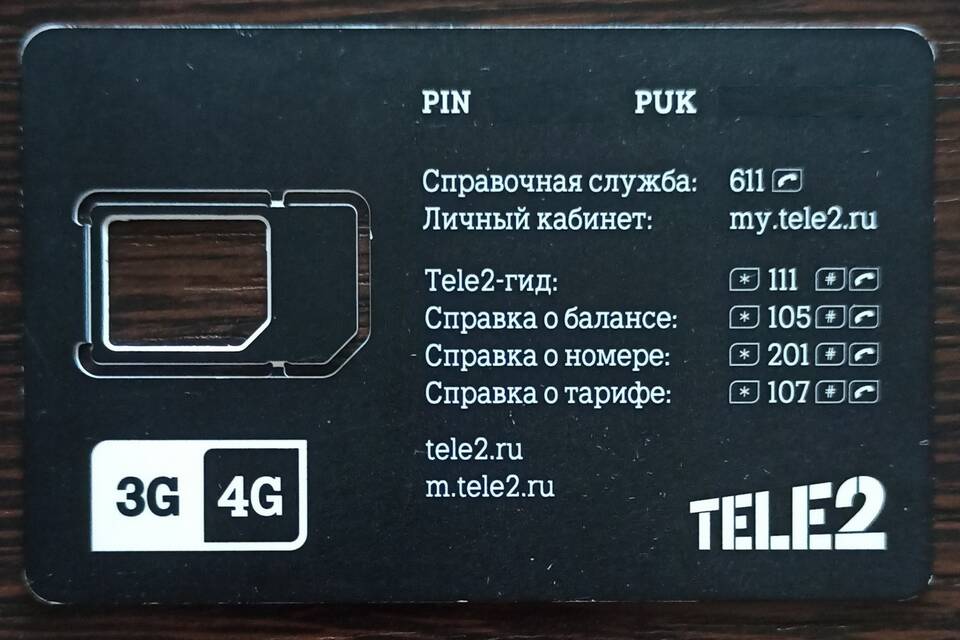 PIN PUK
Справочная служба: 611
Личный кабинет: my.tele2.ru
Tele2-гид: * 111 #
Справка о балансе: * 105 #
Справка о номере: * 201 #
Справка о тарифе: * 107 #
tele2.ru
m.tele2.ru
3G 4G
TELE2